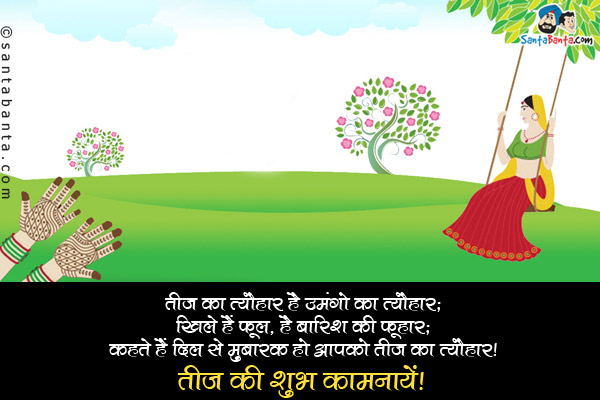 SantaBanta.com
©santabanta.com
तीज का त्यौहार है उमंगो का त्यौहार;
खिले हैं फूल, है बारिश की फूहार;
कहते हैं दिल से मुबारक हो आपको तीज का त्यौहार!
तीज की शुभ कामनायें!